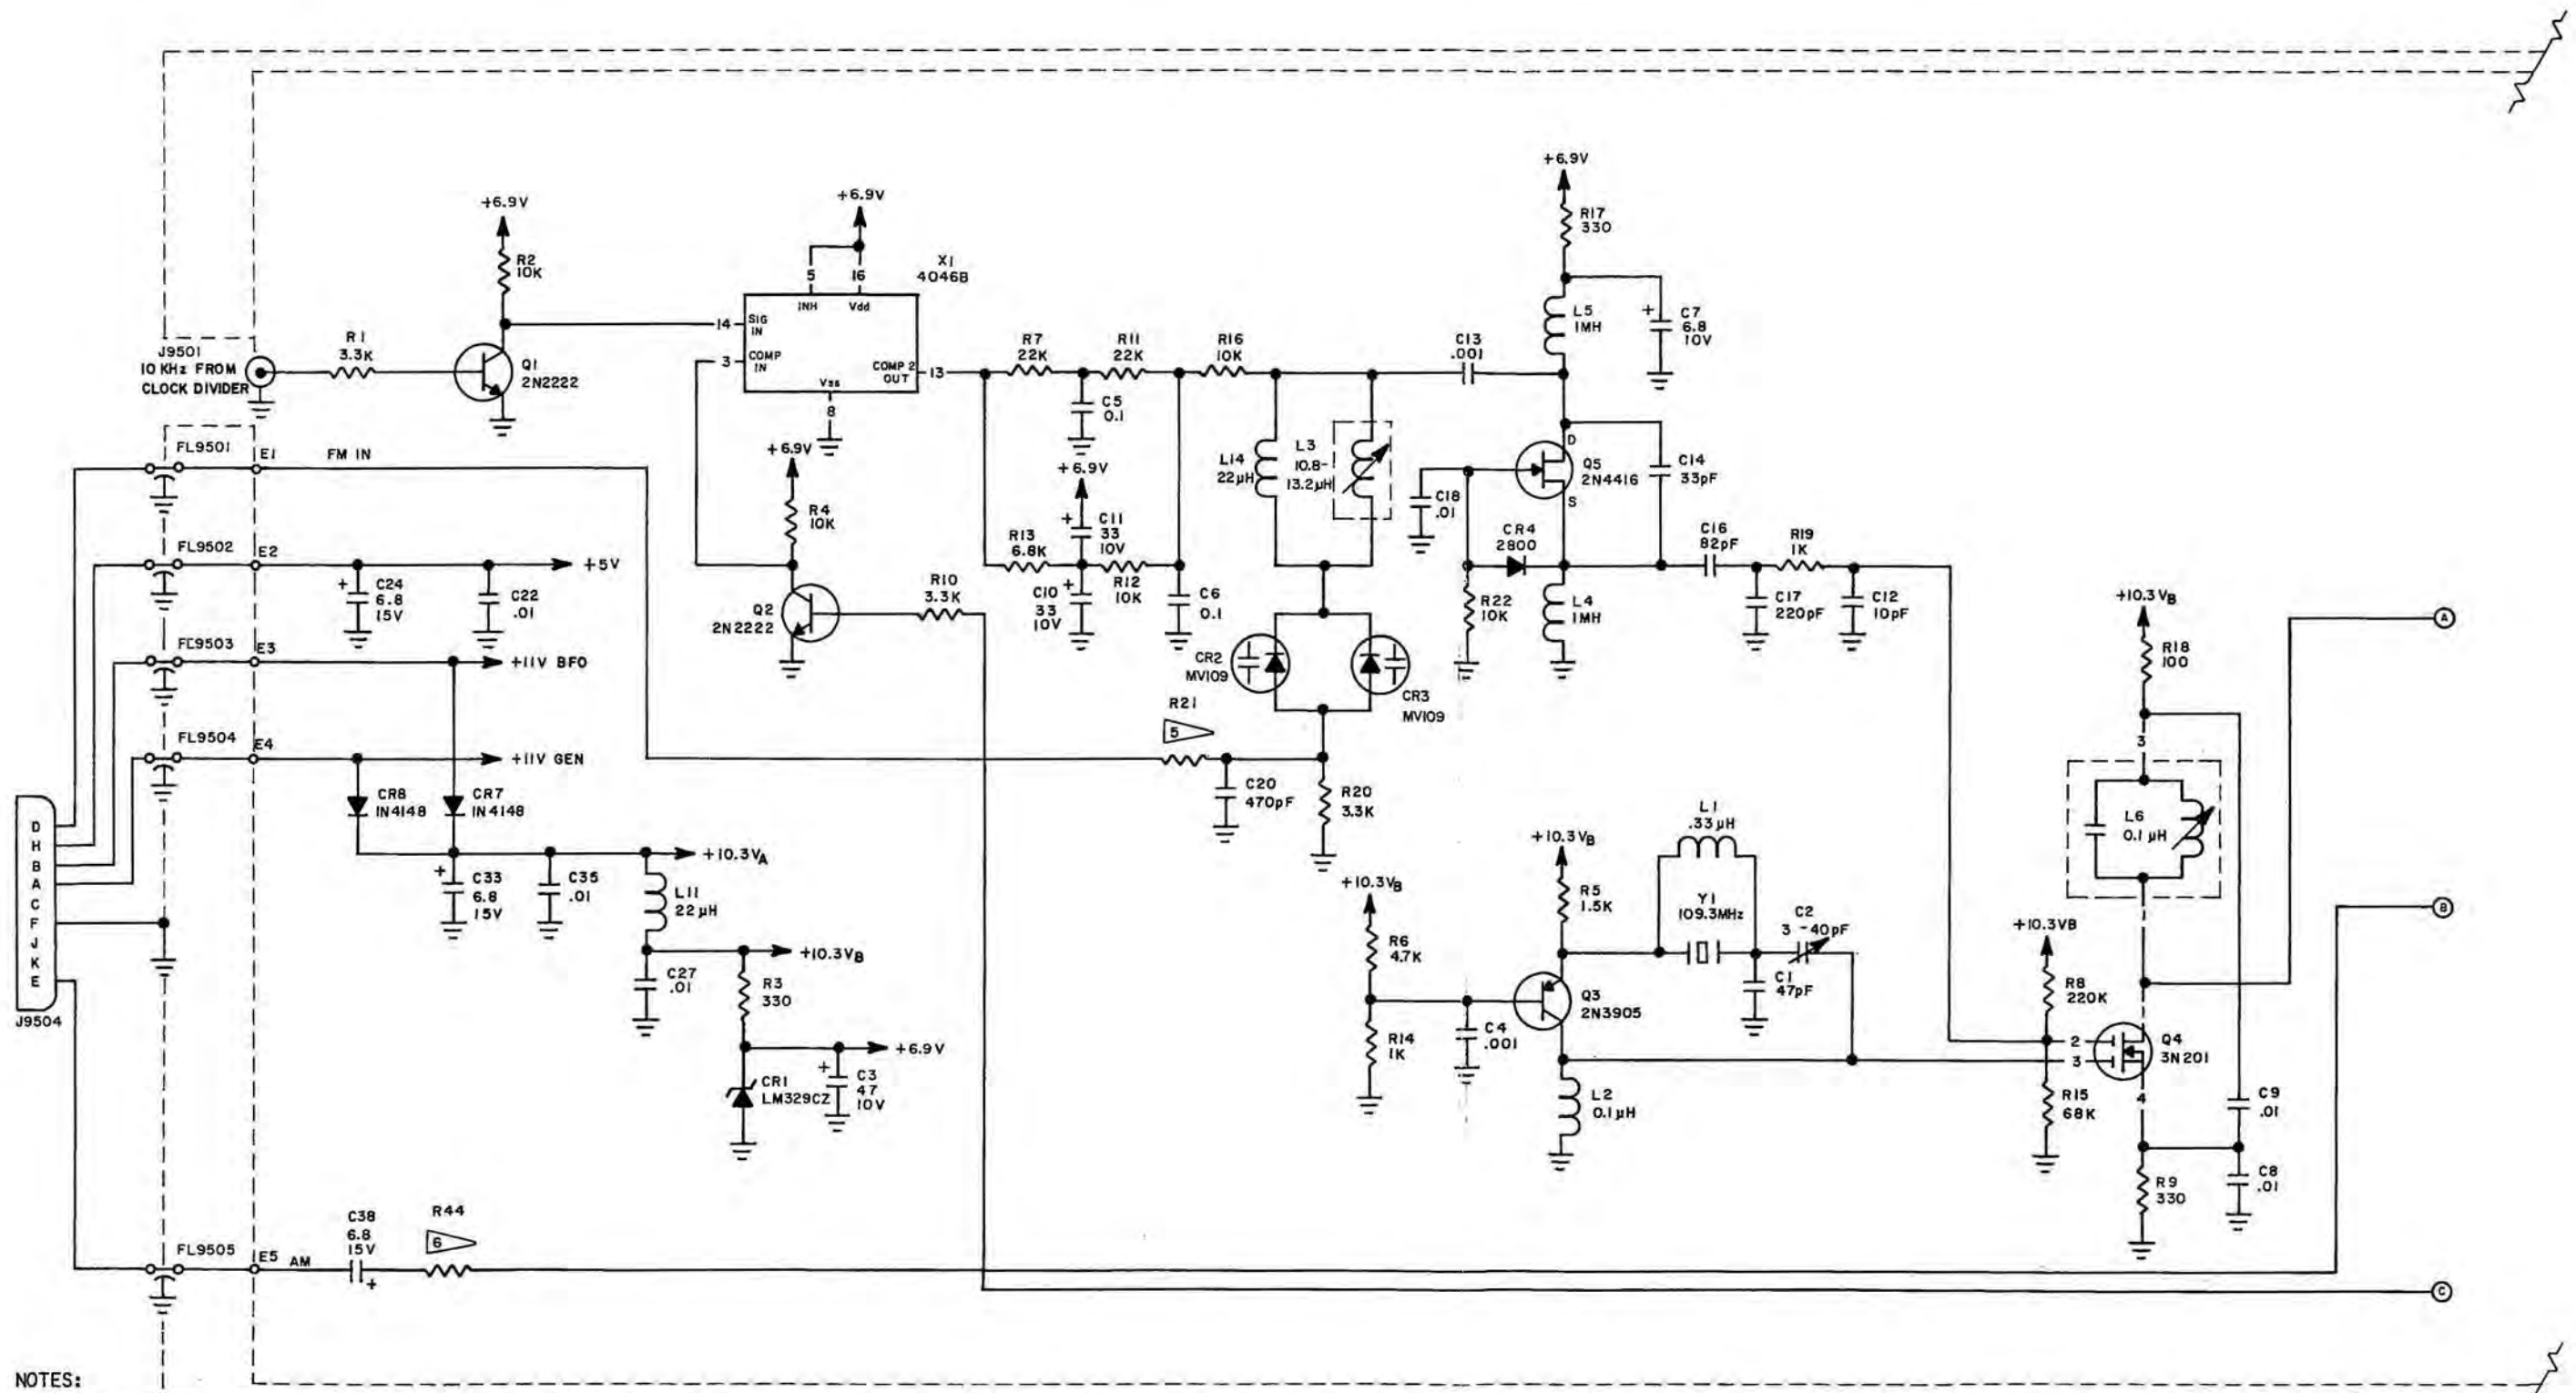 +6.9V
R17
330
+6.9V
+6.9V
R2
10K
X1
4046B
5
16
INH
Vdd
L5
1MH
+
C7
6.8
10V
14
SIG
IN
R1
3.3K
J9501
10 KHz FROM
CLOCK DIVIDER
Q1
2N2222
3
COMP
IN
COMP 2
OUT
13
Vss
8
R7
22K
R11
22K
R16
10K
C13
.001
C5
0.1
FL9501
E1
FM IN
+6.9V
R4
10K
+6.9V
L14
22µH
L3
10.8-
13.2µH
D
Q5
2N4416
S
C14
33pF
C18
.01
+
C11
33
10V
R13
6.8K
CR4
2800
C16
82pF
R19
1K
FL9502
E2
+5V
+
C24
6.8
15V
C22
.01
R10
3.3K
+
C10
33
10V
R12
10K
C6
0.1
R22
10K
L4
1MH
C17
220pF
C12
10pF
+10.3VB
A
Q2
2N2222
FL9503
E3
+11V BFO
CR2
MV109
CR3
MV109
R18
100
R21
5
FL9504
E4
+11V GEN
3
CR8
IN4148
CR7
IN4148
C20
470pF
R20
3.3K
L1
.33µH
L6
0.1µH
D
H
B
A
C
F
J
K
E
J9504
+10.3VA
+
C33
6.8
15V
C35
.01
L11
22µH
+10.3VB
R5
1.5K
+10.3VB
Y1
109.3MHz
C2
3-40pF
B
+10.3VB
+10.3VB
C27
.01
R3
330
R6
4.7K
C1
47pF
R8
220K
Q3
2N3905
R14
1K
C4
.001
2
3
Q4
3N201
+6.9V
CR1
LM329CZ
+
C3
47
10V
L2
0.1µH
R15
68K
4
C9
.01
R9
330
C8
.01
C38
6.8
15V
+
R44
6
FL9505
E5
AM
C
NOTES: